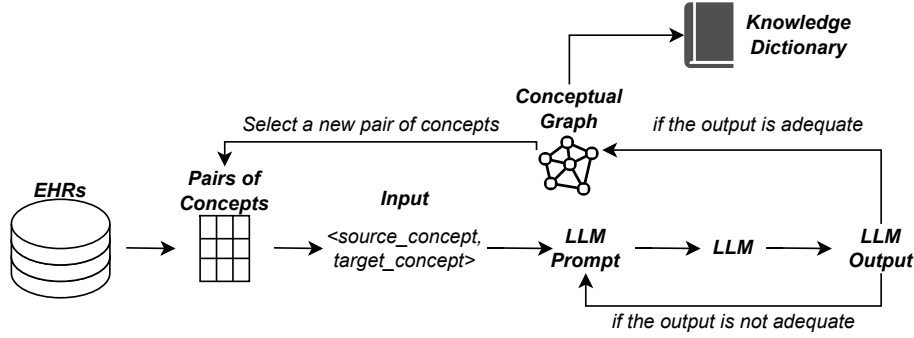 Knowledge
Dictionary
Conceptual
Graph
Select a new pair of concepts
if the output is adequate
EHRs
Pairs of
Concepts
Input
<source_concept,
target_concept>
LLM
Prompt
LLM
LLM
Output
if the output is not adequate